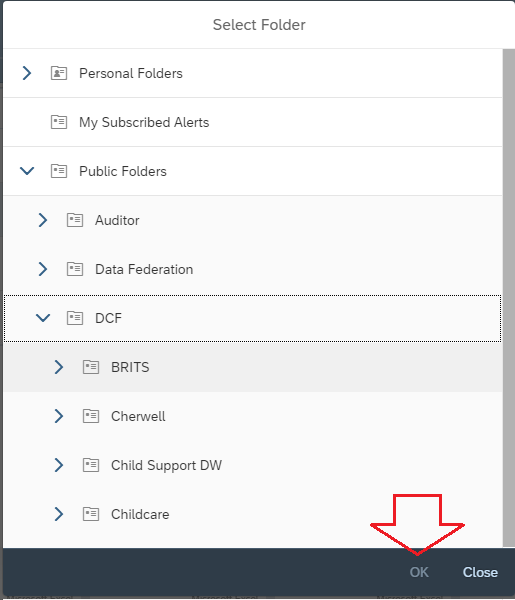 Select Folder
Personal Folders
My Subscribed Alerts
Public Folders
Auditor
Data Federation
DCF
BRITS
Cherwell
Child Support DW
Childcare
OK Close